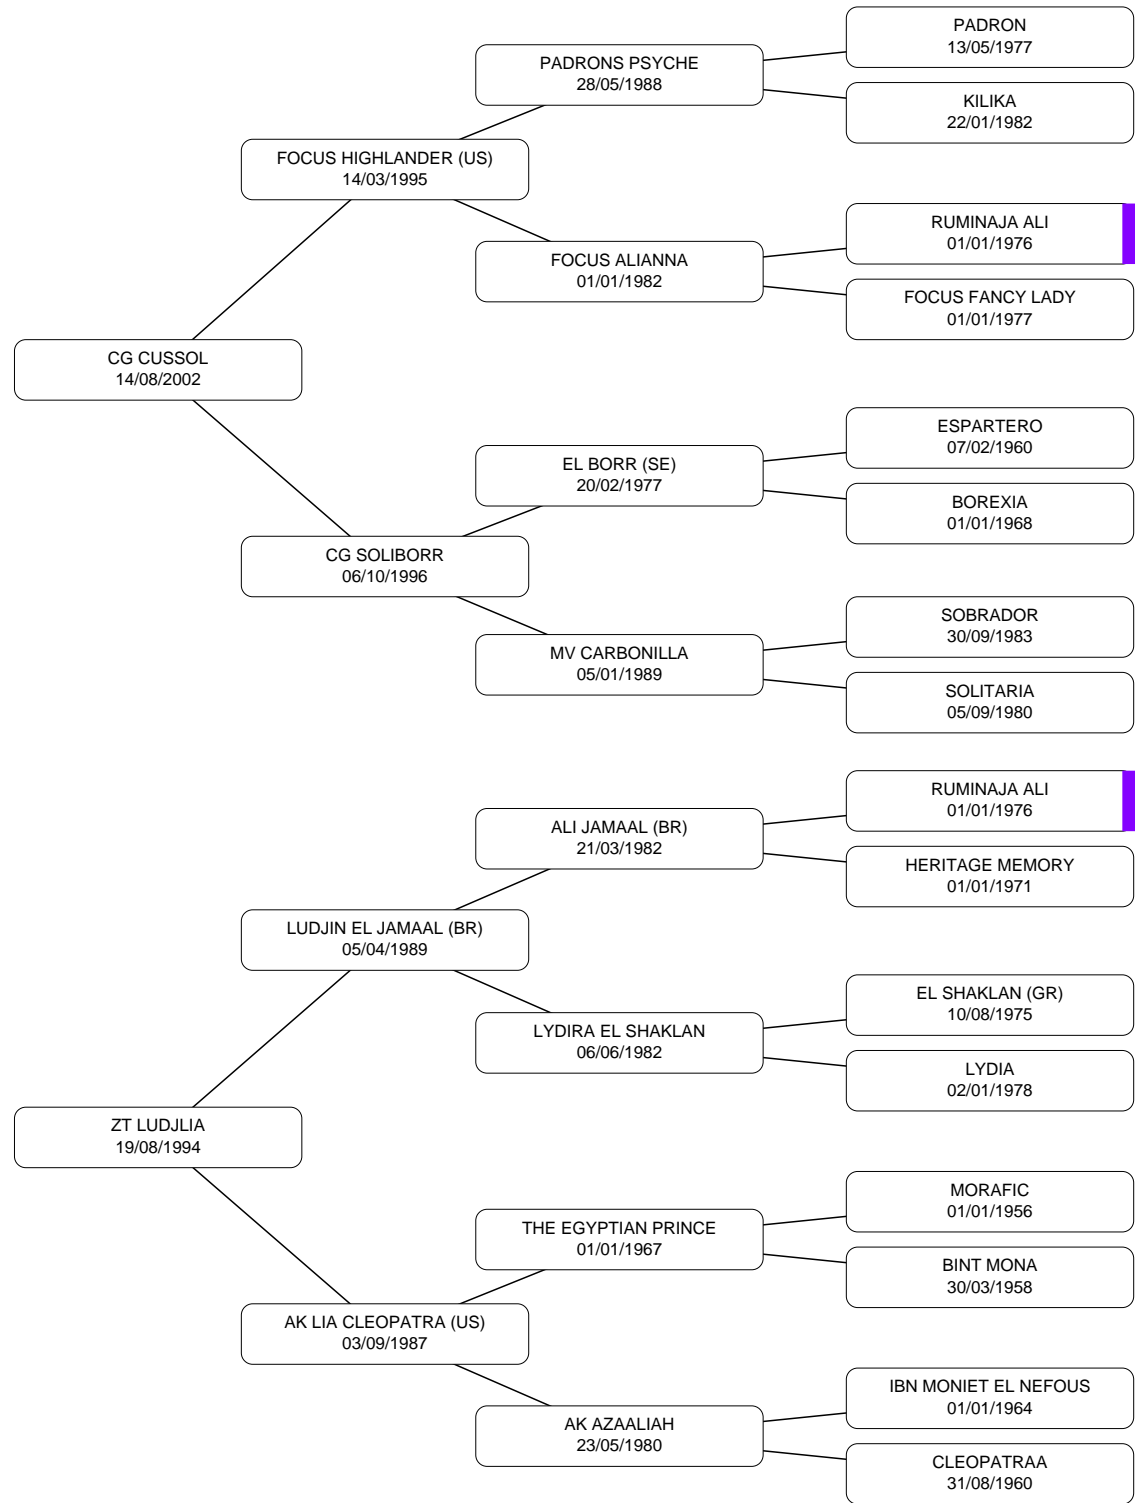 PADRON
13/05/1977
PADRONS PSYCHE
28/05/1988
KILIKA
22/01/1982
FOCUS HIGHLANDER (US)
14/03/1995
RUMINAJA ALI
01/01/1976
FOCUS ALIANNA
01/01/1982
FOCUS FANCY LADY
01/01/1977
CG CUSSOL
14/08/2002
ESPARTERO
07/02/1960
EL BORR (SE)
20/02/1977
BOREXIA
01/01/1968
CG SOLIBORR
06/10/1996
SOBRADOR
30/09/1983
MV CARBONILLA
05/01/1989
SOLITARIA
05/09/1980
RUMINAJA ALI
01/01/1976
ALI JAMAAL (BR)
21/03/1982
HERITAGE MEMORY
01/01/1971
LUDJIN EL JAMAAL (BR)
05/04/1989
EL SHAKLAN (GR)
10/08/1975
LYDIRA EL SHAKLAN
06/06/1982
LYDIA
02/01/1978
ZT LUDJLIA
19/08/1994
MORAFIC
01/01/1956
THE EGYPTIAN PRINCE
01/01/1967
BINT MONA
30/03/1958
AK LIA CLEOPATRA (US)
03/09/1987
IBN MONIET EL NEFOUS
01/01/1964
AK AZAALIAH
23/05/1980
CLEOPATRAA
31/08/1960